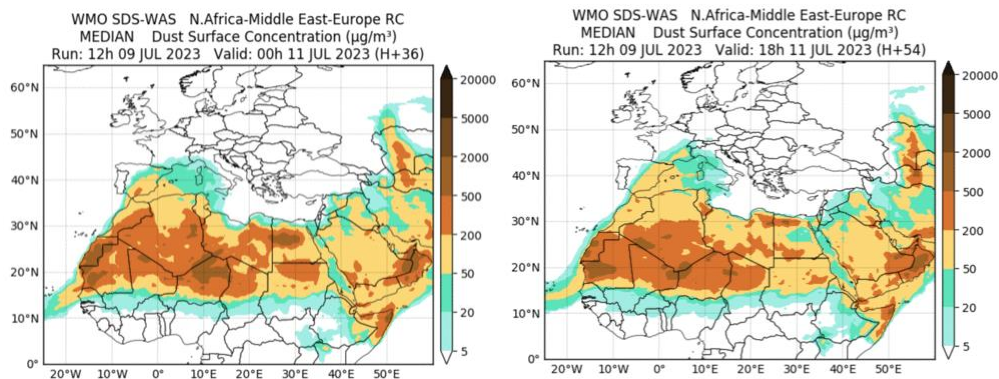 WMO SDS-WAS   N.Africa-Middle East-Europe RC
MEDIAN    Dust Surface Concentration (µg/m³)
Run: 12h 09 JUL 2023   Valid: 00h 11 JUL 2023 (H+36)
60°N
50°N
40°N
30°N
20°N
10°N
0°
20°W 10°W 0° 10°E 20°E 30°E 40°E 50°E
20000
5000
2000
500
200
50
20
5
WMO SDS-WAS   N.Africa-Middle East-Europe RC
MEDIAN    Dust Surface Concentration (µg/m³)
Run: 12h 09 JUL 2023   Valid: 18h 11 JUL 2023 (H+54)
60°N
50°N
40°N
30°N
20°N
10°N
0°
20°W 10°W 0° 10°E 20°E 30°E 40°E 50°E
20000
5000
2000
500
200
50
20
5